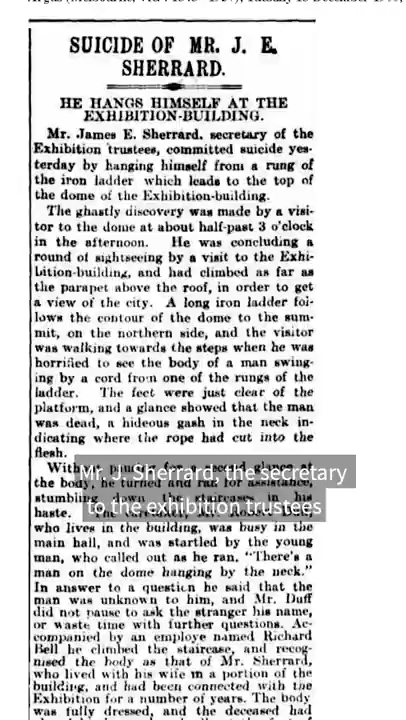 SUICIDE OF MR. J. E.
SHERRARD.
HE HANGS HIMSELF AT THE
EXHIBITION-BUILDING.
Mr. James E. Sherrard, secretary of the
Exhibition trustees, committed suicide yes-
terday by hanging himself from a rung of
the iron ladder which leads to the top of
the dome of the Exhibition-building.
The ghastly discovery was made by a visi-
tor to the dome at about half-past 3 o'clock
in the afternoon. He was concluding a
round of sightseeing by a visit to the Exhi-
bition-building, and had climbed as far as
the parapet above the roof, in order to get
a view of the city. A long iron ladder fol-
lows the contour of the dome to the sum-
mit, on the northern side, and the visitor
was walking towards the steps when he was
horrified to see the body of a man swing-
ing by a cord from one of the rungs of the
ladder. The feet were just clear of the
platform, and a glance showed that the man
was dead, a hideous gash in the neck in-
dicating where the rope had cut into the
flesh.
Mr. J. Sherrard, the secretary
the body, he turned and ran for assistance,
stumbling down the staircases in his
to the exhibition trustees
haste.
who lives in the building, was busy in the
main hall, and was startled by the young
man, who called out as he ran. "There's a
man on the dome hanging by the neck."
In answer to a question he said that the
man was unknown to him, and Mr. Duff
did not pause to ask the stranger his name,
or waste time with further questions. Ac-
companied by an employe named Richard
Bell he climbed the staircase, and recog-
nised the body as that of Mr. Sherrard,
who lived with his wife in a portion of the
building, and had been connected with the
Exhibition for a number of years. The body
was fully dressed, and the deceased had